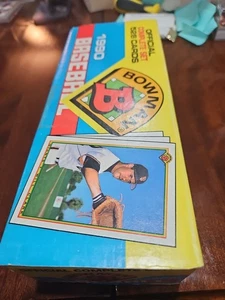 OFFICIAL
COMPLETE SET
528 CARDS
BOWMAN
B
1990
BASEBALL